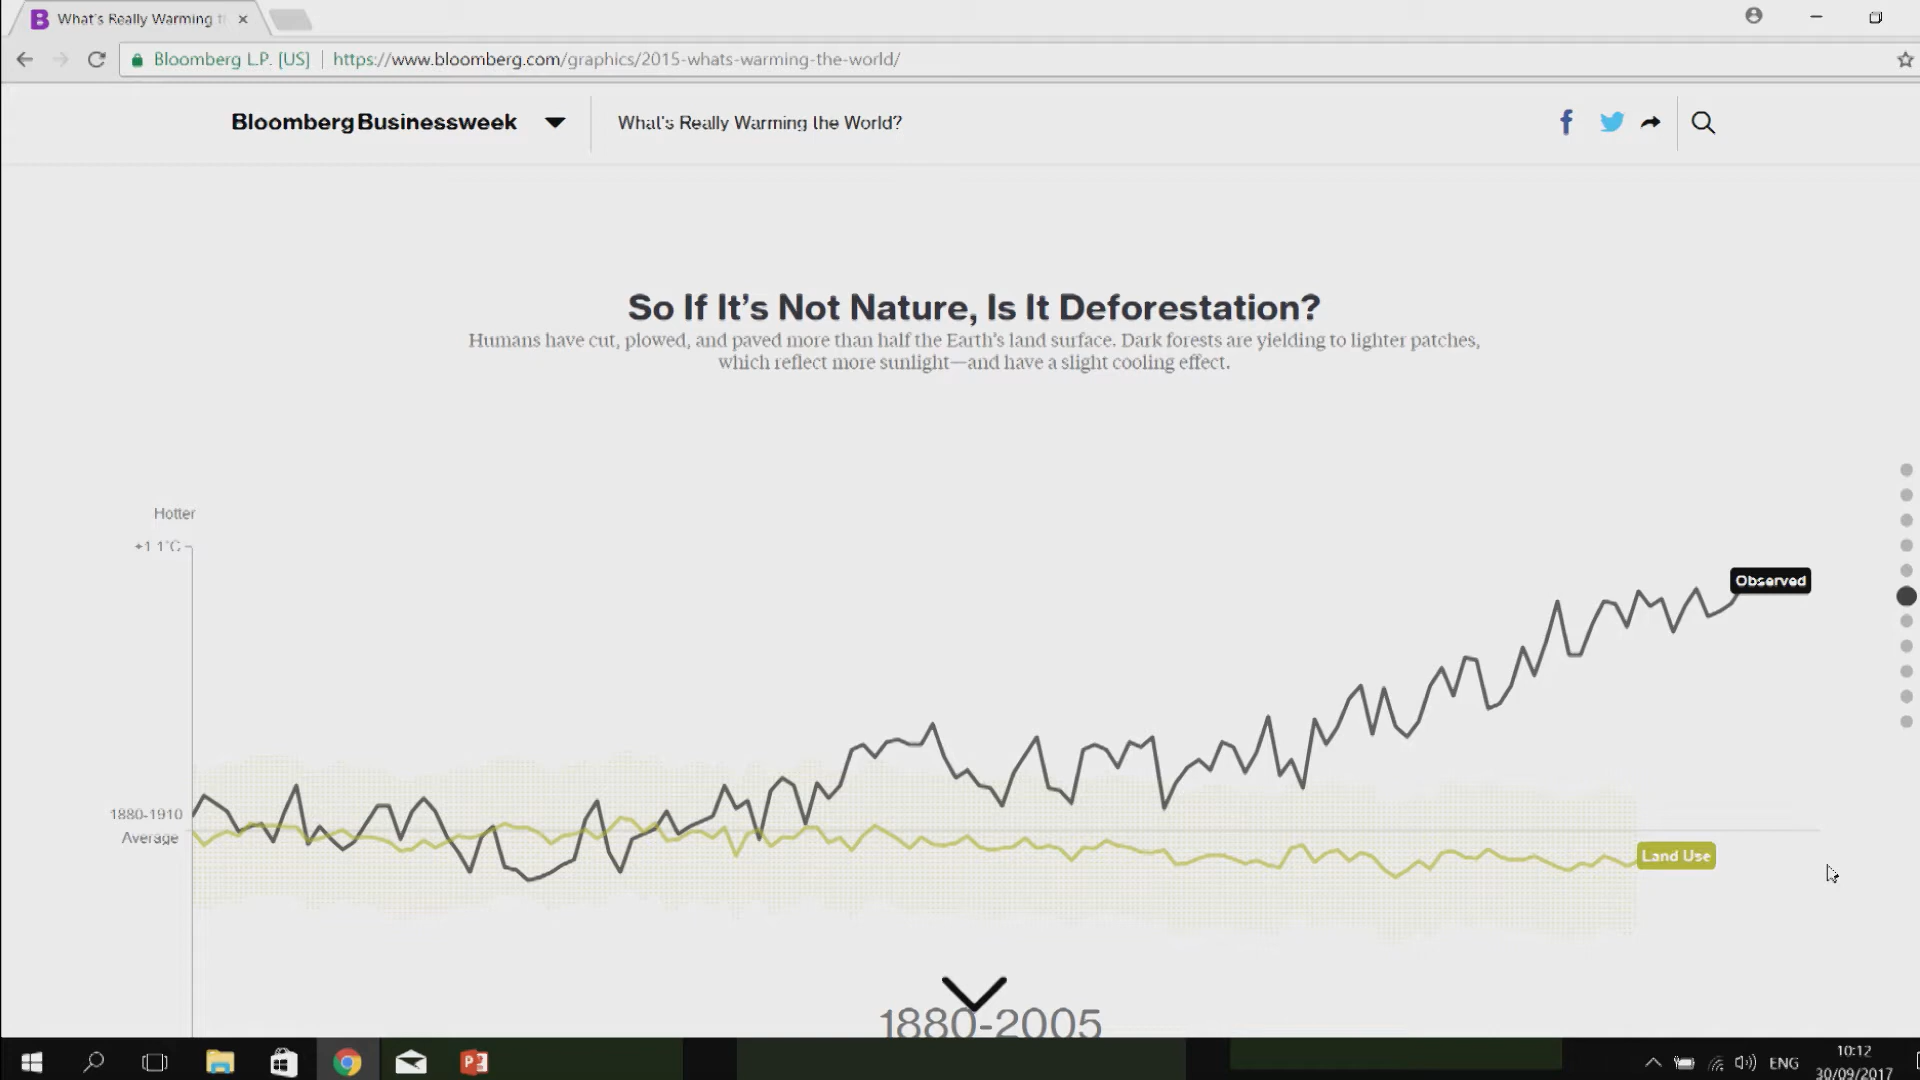 What's Really Warming t
Bloomberg L.P. [US]
https://www.bloomberg.com/graphics/2015-whats-warming-the-world/
Bloomberg Businessweek
What's Really Warming the World?
So If It's Not Nature, Is It Deforestation?
Humans have cut, plowed, and paved more than half the Earth's land surface. Dark forests are yielding to lighter patches,
which reflect more sunlight—and have a slight cooling effect.
Hotter
+1.1°C
Observed
1880-1910
Average
Land Use
1880-2005
ENG
10:12
30/09/2017